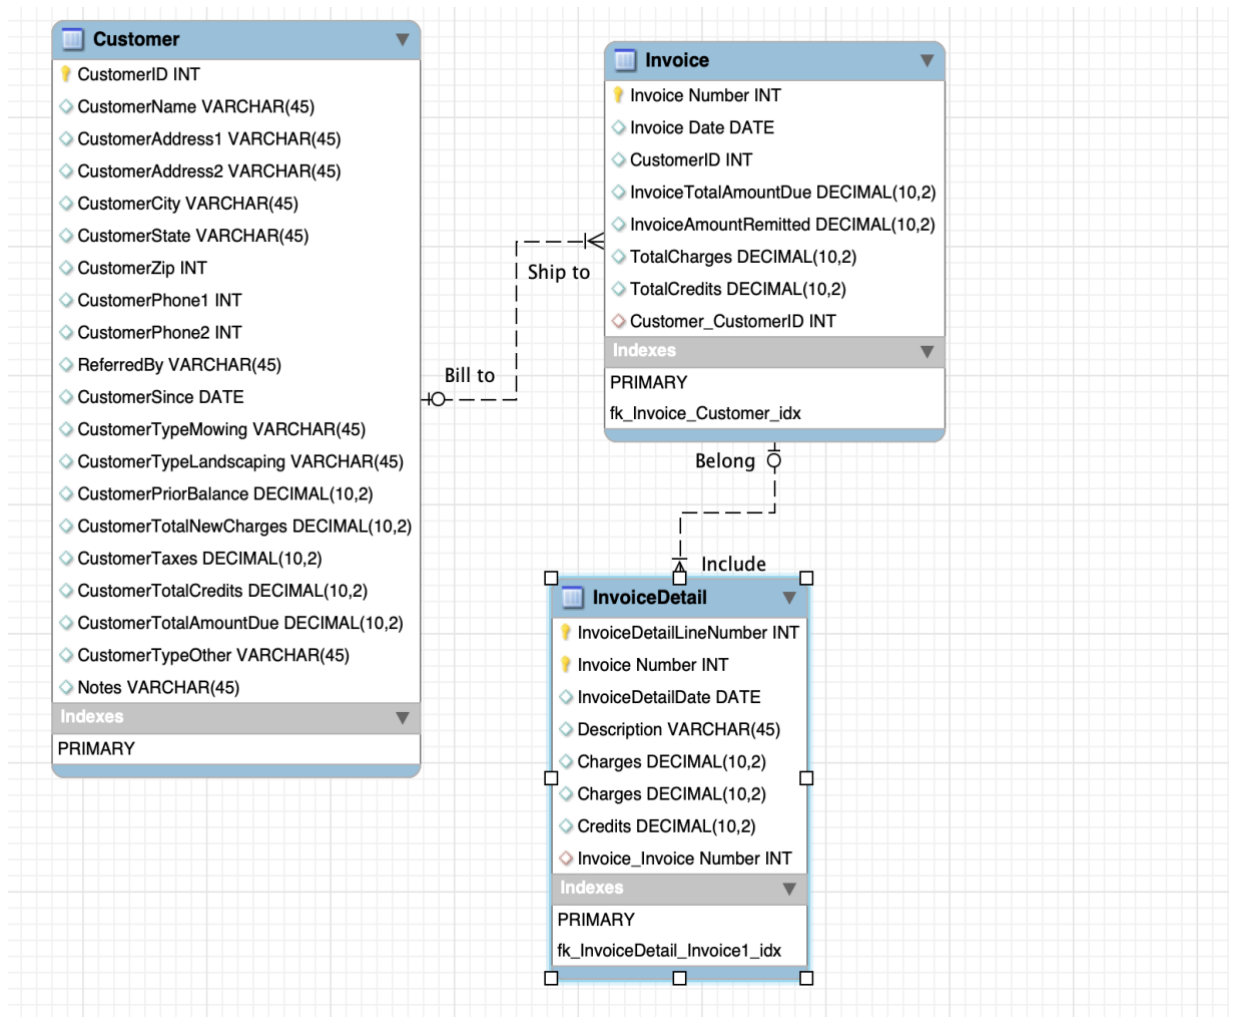 Customer
CustomerID INT
CustomerName VARCHAR(45)
CustomerAddress1 VARCHAR(45)
CustomerAddress2 VARCHAR(45)
CustomerCity VARCHAR(45)
CustomerState VARCHAR(45)
CustomerZip INT
CustomerPhone1 INT
CustomerPhone2 INT
ReferredBy VARCHAR(45)
CustomerSince DATE
CustomerTypeMowing VARCHAR(45)
CustomerTypeLandscaping VARCHAR(45)
CustomerPriorBalance DECIMAL(10,2)
CustomerTotalNewCharges DECIMAL(10,2)
CustomerTaxes DECIMAL(10,2)
CustomerTotalCredits DECIMAL(10,2)
CustomerTotalAmountDue DECIMAL(10,2)
CustomerTypeOther VARCHAR(45)
Notes VARCHAR(45)
Indexes
PRIMARY
Bill to
Ship to
Invoice
Invoice Number INT
Invoice Date DATE
CustomerID INT
InvoiceTotalAmountDue DECIMAL(10,2)
InvoiceAmountRemitted DECIMAL(10,2)
TotalCharges DECIMAL(10,2)
TotalCredits DECIMAL(10,2)
Customer_CustomerID INT
Indexes
PRIMARY
fk_Invoice_Customer_idx
Belong
Include
InvoiceDetail
InvoiceDetailLineNumber INT
Invoice Number INT
InvoiceDetailDate DATE
Description VARCHAR(45)
Charges DECIMAL(10,2)
Charges DECIMAL(10,2)
Credits DECIMAL(10,2)
Invoice_Invoice Number INT
Indexes
PRIMARY
fk_InvoiceDetail_Invoice1_idx